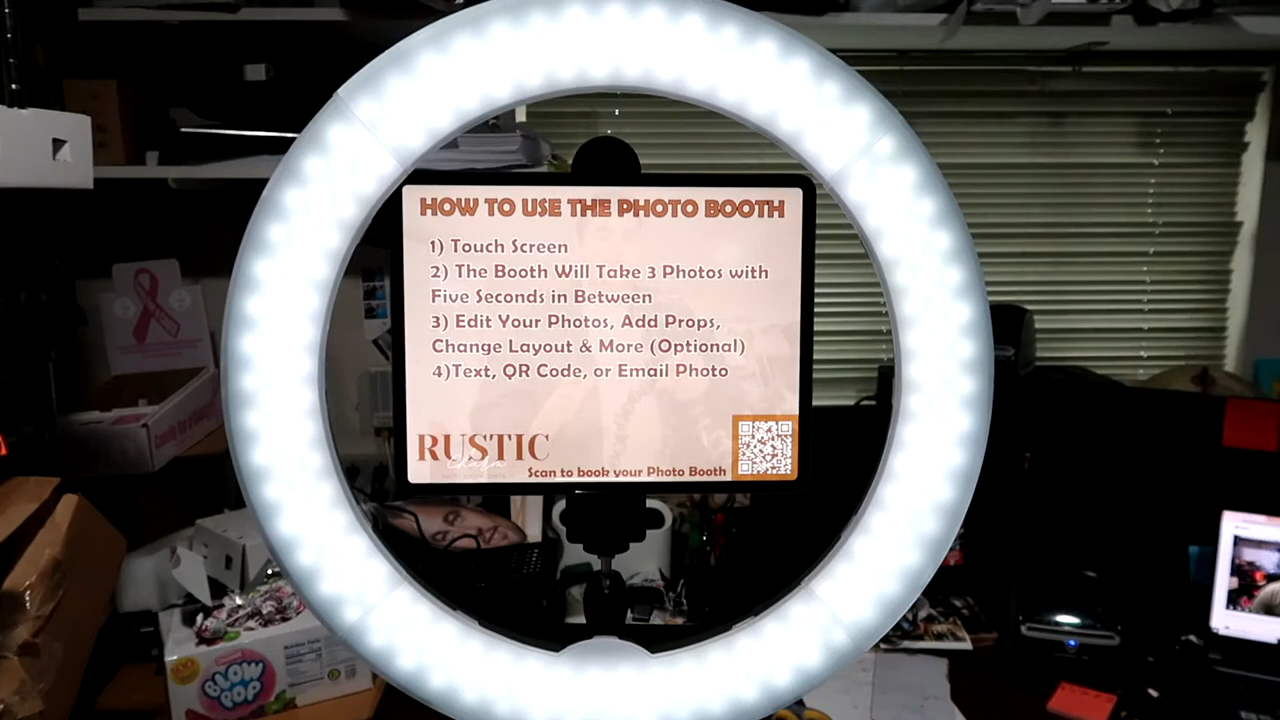 HOW TO USE THE PHOTO BOOTH
1) Touch Screen
2) The Booth Will Take 3 Photos with
Five Seconds in Between
3) Edit Your Photos, Add Props,
Change Layout & More (Optional)
4)Text, QR Code, or Email Photo
RUSTIC
Charm
Scan to book your Photo Booth
BLOW
POP